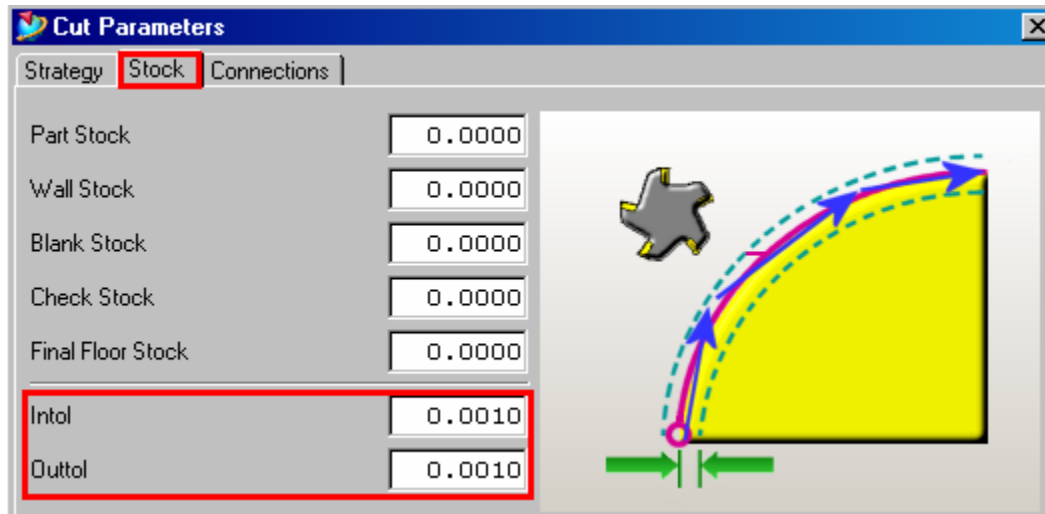 Cut Parameters
Strategy Stock Connections
Part Stock 0.0000
Wall Stock 0.0000
Blank Stock 0.0000
Check Stock 0.0000
Final Floor Stock 0.0000
Intol 0.0010
Outtol 0.0010